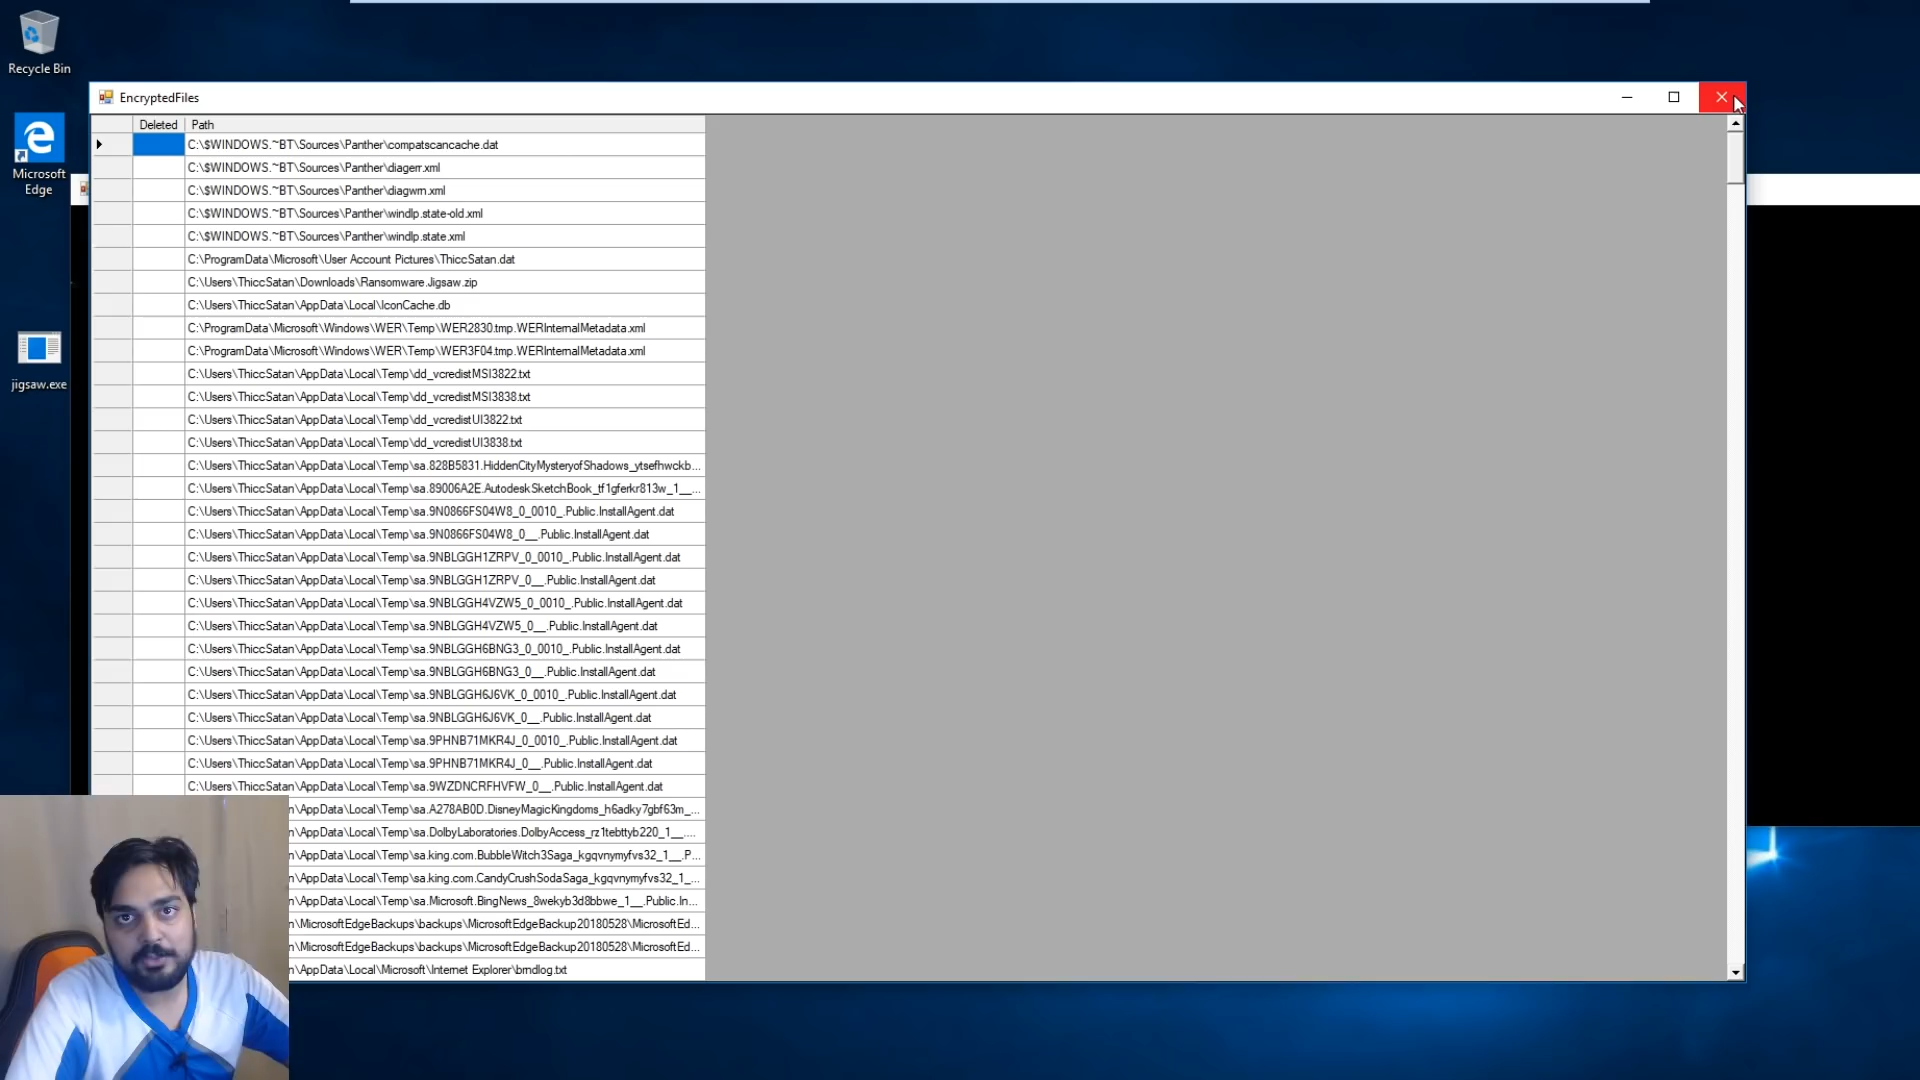 Recycle Bin
Microsoft
Edge
jigsaw.exe
EncryptedFiles
Deleted Path
C:\$WINDOWS.~BT\Sources\Panther\compatscancache.dat
C:\$WINDOWS.~BT\Sources\Panther\diagerr.xml
C:\$WINDOWS.~BT\Sources\Panther\diagwrn.xml
C:\$WINDOWS.~BT\Sources\Panther\windlp.state-old.xml
C:\$WINDOWS.~BT\Sources\Panther\windlp.state.xml
C:\ProgramData\Microsoft\User Account Pictures\ThiccSatan.dat
C:\Users\ThiccSatan\Downloads\Ransomware.Jigsaw.zip
C:\Users\ThiccSatan\AppData\Local\IconCache.db
C:\ProgramData\Microsoft\Windows\WER\Temp\WER2830.tmp.WERInternalMetadata.xml
C:\ProgramData\Microsoft\Windows\WER\Temp\WER3F04.tmp.WERInternalMetadata.xml
C:\Users\ThiccSatan\AppData\Local\Temp\dd_vcredistMSI3822.txt
C:\Users\ThiccSatan\AppData\Local\Temp\dd_vcredistMSI3838.txt
C:\Users\ThiccSatan\AppData\Local\Temp\dd_vcredistUI3822.txt
C:\Users\ThiccSatan\AppData\Local\Temp\dd_vcredistUI3838.txt
C:\Users\ThiccSatan\AppData\Local\Temp\sa.828B5831.HiddenCityMysteryofShadows_ytsefhwckb...
C:\Users\ThiccSatan\AppData\Local\Temp\sa.89006A2E.AutodeskSketchBook_tf1gferkr813w_1__...
C:\Users\ThiccSatan\AppData\Local\Temp\sa.9N0866FS04W8_0_0010_.Public.InstallAgent.dat
C:\Users\ThiccSatan\AppData\Local\Temp\sa.9N0866FS04W8_0__.Public.InstallAgent.dat
C:\Users\ThiccSatan\AppData\Local\Temp\sa.9NBLGGH1ZRPV_0_0010_.Public.InstallAgent.dat
C:\Users\ThiccSatan\AppData\Local\Temp\sa.9NBLGGH1ZRPV_0__.Public.InstallAgent.dat
C:\Users\ThiccSatan\AppData\Local\Temp\sa.9NBLGGH4VZW5_0_0010_.Public.InstallAgent.dat
C:\Users\ThiccSatan\AppData\Local\Temp\sa.9NBLGGH4VZW5_0__.Public.InstallAgent.dat
C:\Users\ThiccSatan\AppData\Local\Temp\sa.9NBLGGH6BNG3_0_0010_.Public.InstallAgent.dat
C:\Users\ThiccSatan\AppData\Local\Temp\sa.9NBLGGH6BNG3_0__.Public.InstallAgent.dat
C:\Users\ThiccSatan\AppData\Local\Temp\sa.9NBLGGH6J6VK_0_0010_.Public.InstallAgent.dat
C:\Users\ThiccSatan\AppData\Local\Temp\sa.9NBLGGH6J6VK_0__.Public.InstallAgent.dat
C:\Users\ThiccSatan\AppData\Local\Temp\sa.9PHNB71MKR4J_0_0010_.Public.InstallAgent.dat
C:\Users\ThiccSatan\AppData\Local\Temp\sa.9PHNB71MKR4J_0__.Public.InstallAgent.dat
C:\Users\ThiccSatan\AppData\Local\Temp\sa.9WZDNCRFHVFW_0__.Public.InstallAgent.dat
n\AppData\Local\Temp\sa.A278AB0D.DisneyMagicKingdoms_h6adky7gbf63m_...
n\AppData\Local\Temp\sa.DolbyLaboratories.DolbyAccess_rz1tebttyb220_1__....
n\AppData\Local\Temp\sa.king.com.BubbleWitch3Saga_kgqvnymyfvs32_1__.P...
n\AppData\Local\Temp\sa.king.com.CandyCrushSodaSaga_kgqvnymyfvs32_1_...
n\AppData\Local\Temp\sa.Microsoft.BingNews_8wekyb3d8bbwe_1__.Public.In...
n\MicrosoftEdgeBackups\backups\MicrosoftEdgeBackup20180528\MicrosoftEd...
n\MicrosoftEdgeBackups\backups\MicrosoftEdgeBackup20180528\MicrosoftEd...
n\AppData\Local\Microsoft\Internet Explorer\brndlog.txt